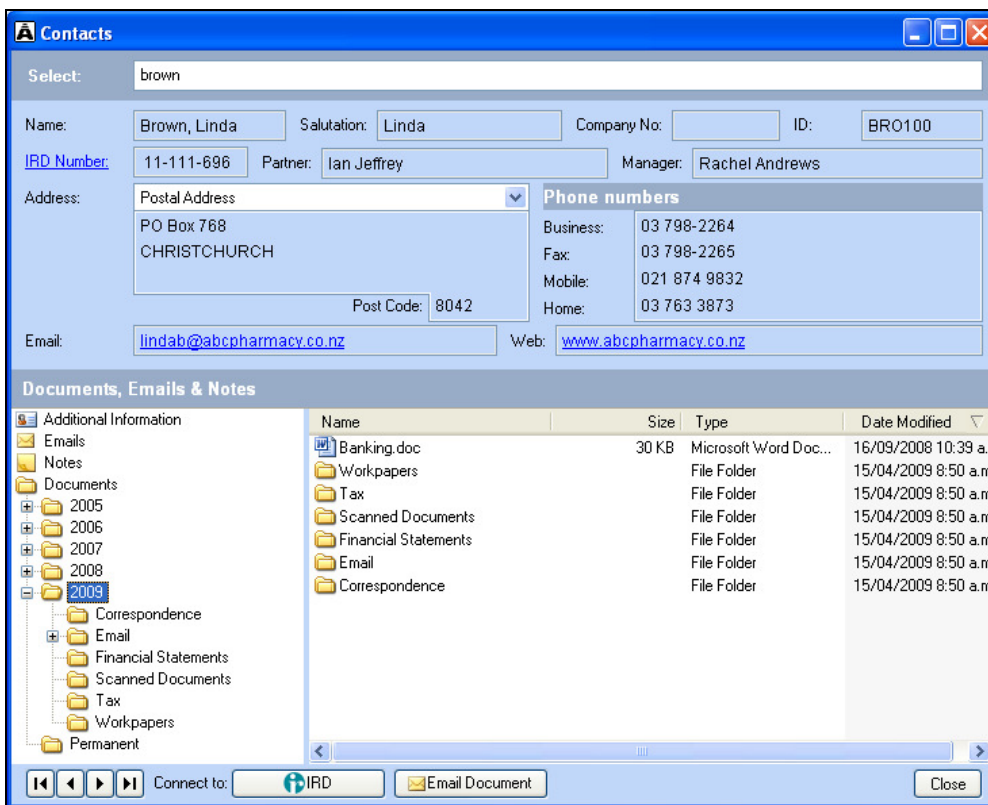 Contacts
Select: brown
Name: Brown, Linda Salutation: Linda Company No: ID: BRO100
IRD Number: 11-111-696 Partner: Ian Jeffrey Manager: Rachel Andrews
Address: Postal Address Phone numbers
PO Box 768 Business: 03 798-2264
CHRISTCHURCH Fax: 03 798-2265
Mobile: 021 874 9832
Post Code: 8042 Home: 03 763 3873
Email: lindab@abcpharmacy.co.nz Web: www.abcpharmacy.co.nz
Documents, Emails & Notes
Additional Information
Emails
Notes
Documents
2005
2006
2007
2008
2009
Correspondence
Email
Financial Statements
Scanned Documents
Tax
Workpapers
Permanent
Name Size Type Date Modified
Banking.doc 30 KB Microsoft Word Doc... 16/09/2008 10:39 a.
Workpapers File Folder 15/04/2009 8:50 a.m
Tax File Folder 15/04/2009 8:50 a.m
Scanned Documents File Folder 15/04/2009 8:50 a.m
Financial Statements File Folder 15/04/2009 8:50 a.m
Email File Folder 15/04/2009 8:50 a.m
Correspondence File Folder 15/04/2009 8:50 a.m
Connect to: IRD Email Document Close